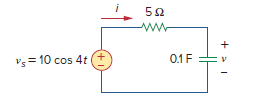 i
5 Ω
vs = 10 cos 4t
+
−
0.1 F
+
v
−